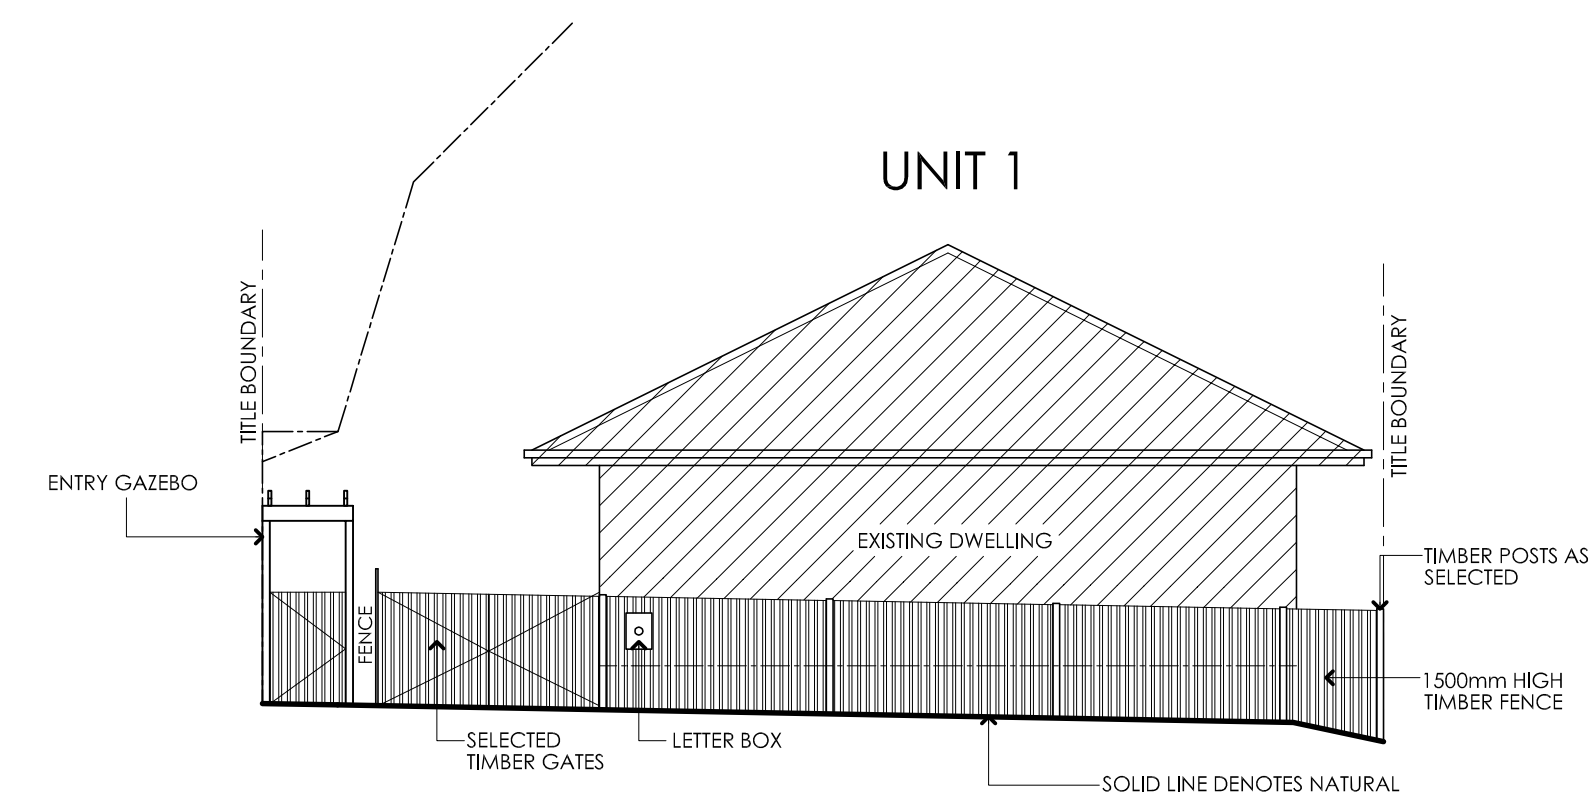 UNIT 1
TITLE BOUNDARY
TITLE BOUNDARY
ENTRY GAZEBO
EXISTING DWELLING
TIMBER POSTS AS
SELECTED
FENCE
1500mm HIGH
TIMBER FENCE
SELECTED
TIMBER GATES
LETTER BOX
SOLID LINE DENOTES NATURAL